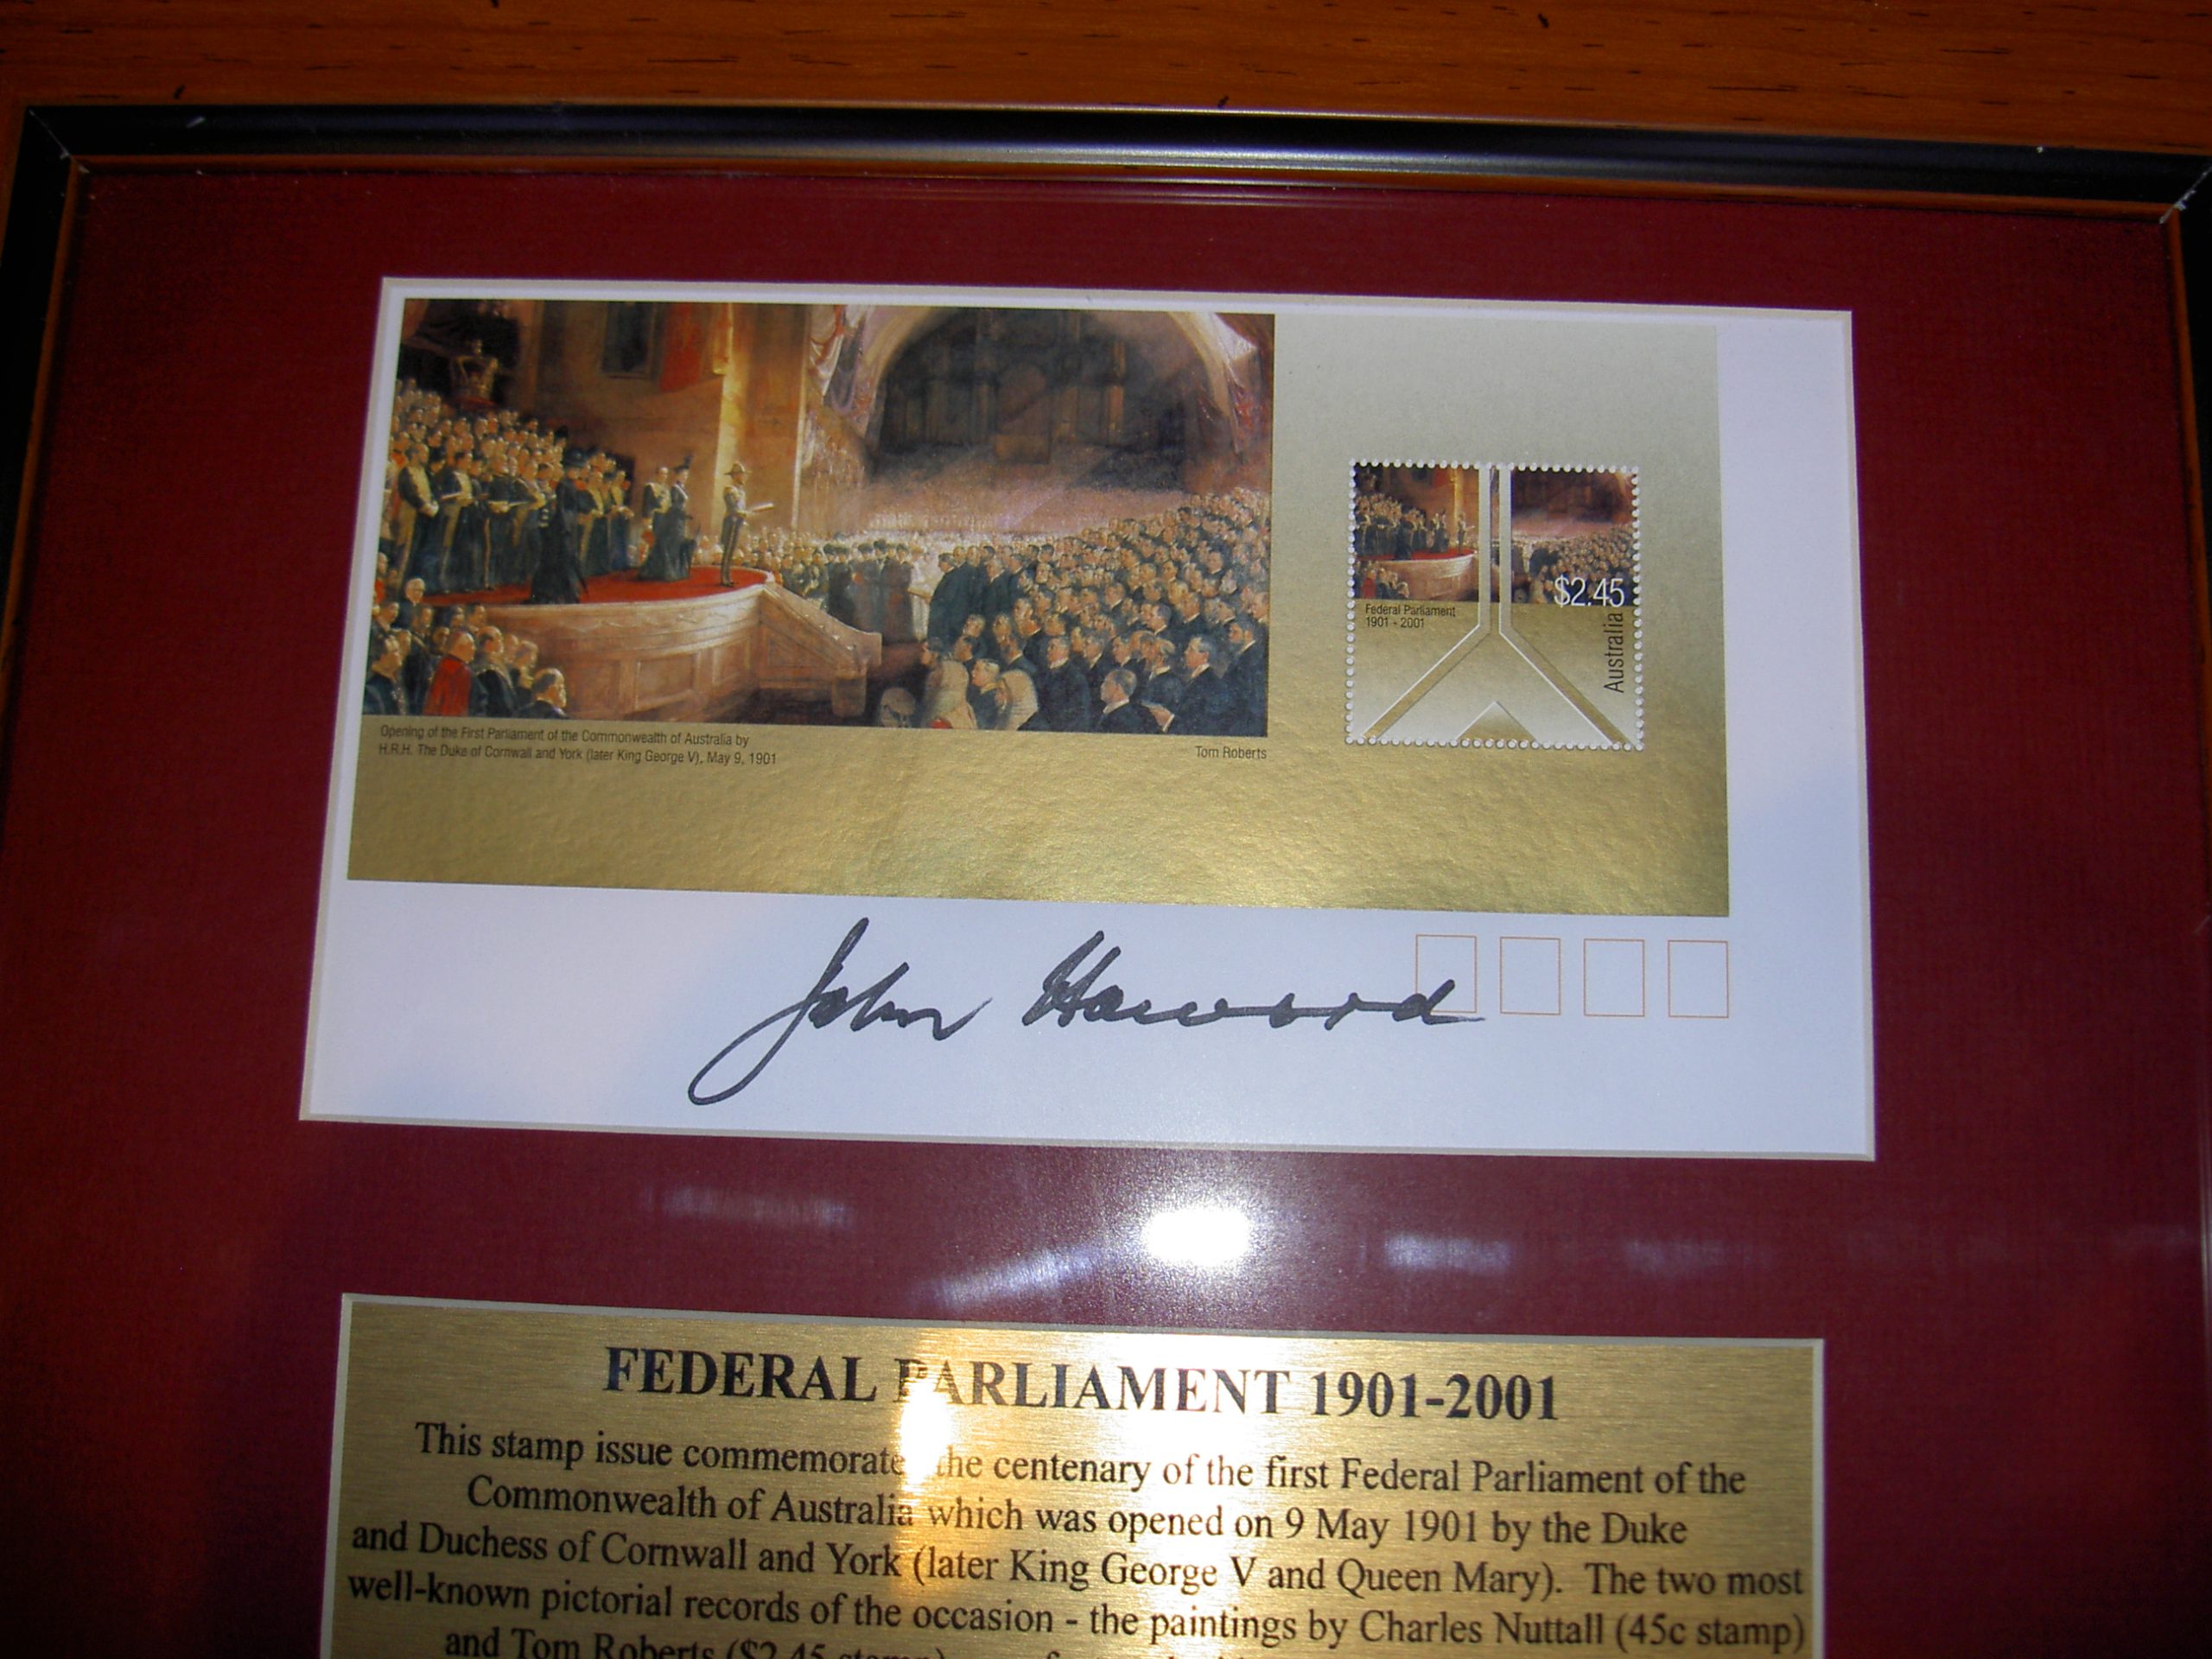 $2.45
Federal Parliament
1901 - 2001
Australia
Opening of the First Parliament of the Commonwealth of Australia by
H.R.H. The Duke of Cornwall and York (later King George V), May 9, 1901
Tom Roberts
John Howard
FEDERAL PARLIAMENT 1901-2001
This stamp issue commemorate the centenary of the first Federal Parliament of the
Commonwealth of Australia which was opened on 9 May 1901 by the Duke
and Duchess of Cornwall and York (later King George V and Queen Mary). The two most
well-known pictorial records of the occasion - the paintings by Charles Nuttall (45c stamp)
and Tom Roberts ($2.45 stamp)